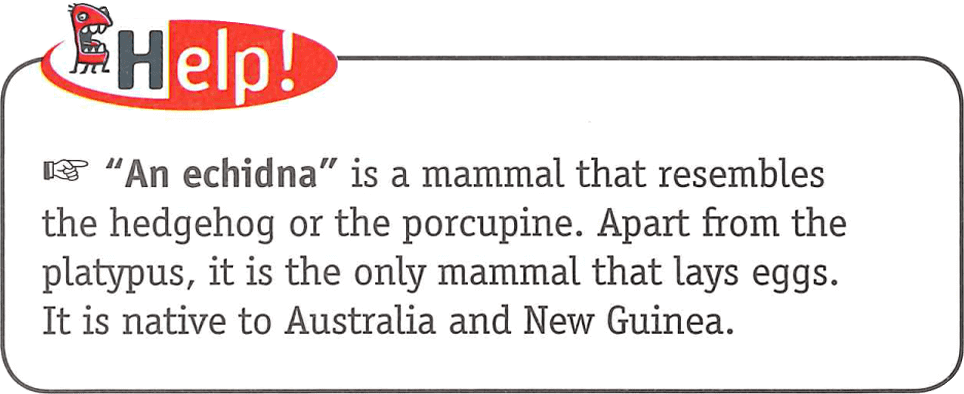 Help!
☞ “An echidna” is a mammal that resembles
the hedgehog or the porcupine. Apart from the
platypus, it is the only mammal that lays eggs.
It is native to Australia and New Guinea.